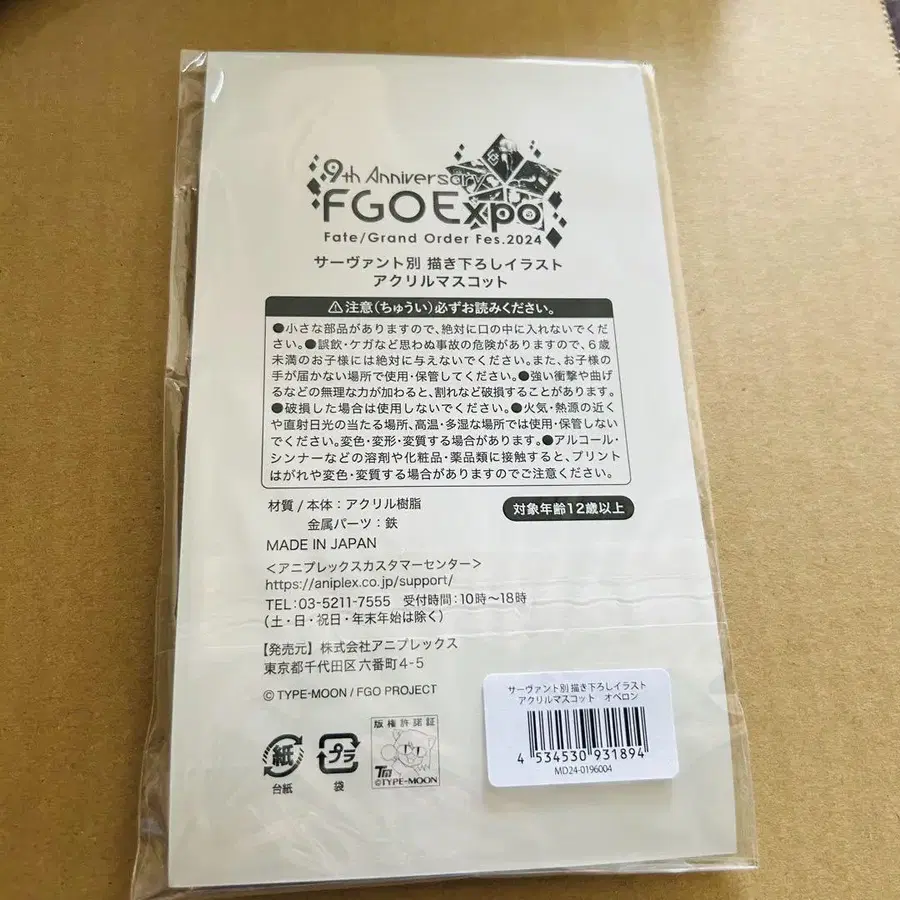 9th Anniversary
FGO Expo
Fate/Grand Order Fes.2024
サーヴァント別 描き下ろしイラスト
アクリルマスコット
⚠注意(ちゅうい)必ずお読みください。
●小さな部品がありますので、絶対に口の中に入れないでくだ
さい。●誤飲・ケガなど思わぬ事故の危険がありますので、6歳
未満のお子様には絶対に与えないでください。また、お子様の
手が届かない場所で使用・保管してください。●強い衝撃や曲げ
るなどの無理な力が加わると、割れなど破損することがあります。
●破損した場合は使用しないでください。●火気・熱源の近く
や直射日光の当たる場所、高温・多湿な場所では使用・保管しない
でください。変色・変形・変質する場合があります。●アルコール・
シンナーなどの溶剤や化粧品・薬品類に接触すると、プリント
はがれや変色・変質する場合がありますのでご注意ください。
材質 / 本体：アクリル樹脂
金属パーツ：鉄
対象年齢12歳以上
MADE IN JAPAN
＜アニプレックスカスタマーセンター＞
https://aniplex.co.jp/support/
TEL：03-5211-7555 受付時間：10時～18時
(土・日・祝日・年末年始は除く)
【発売元】株式会社アニプレックス
東京都千代田区六番町4-5
© TYPE-MOON / FGO PROJECT
紙
台紙
プラ
袋
版権許諾証
TM
©TYPE-MOON
サーヴァント別 描き下ろしイラスト
アクリルマスコット オベロン
4 534530 931894
MD24-0196004